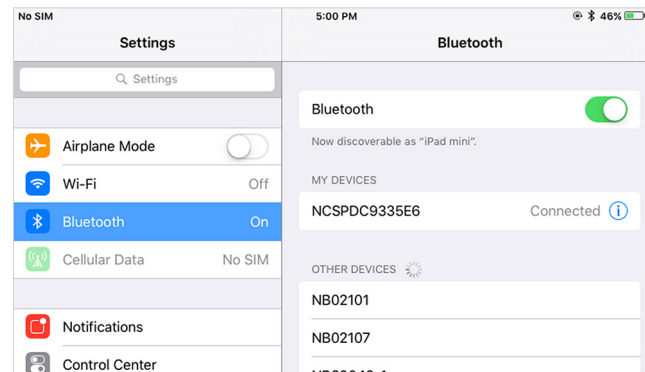 No SIM
5:00 PM
46%
Settings
Bluetooth
Settings
Bluetooth
Now discoverable as “iPad mini”.
Airplane Mode
Wi-Fi Off
MY DEVICES
Bluetooth On
NCSPDC9335E6 Connected
Cellular Data No SIM
OTHER DEVICES
NB02101
Notifications
NB02107
Control Center